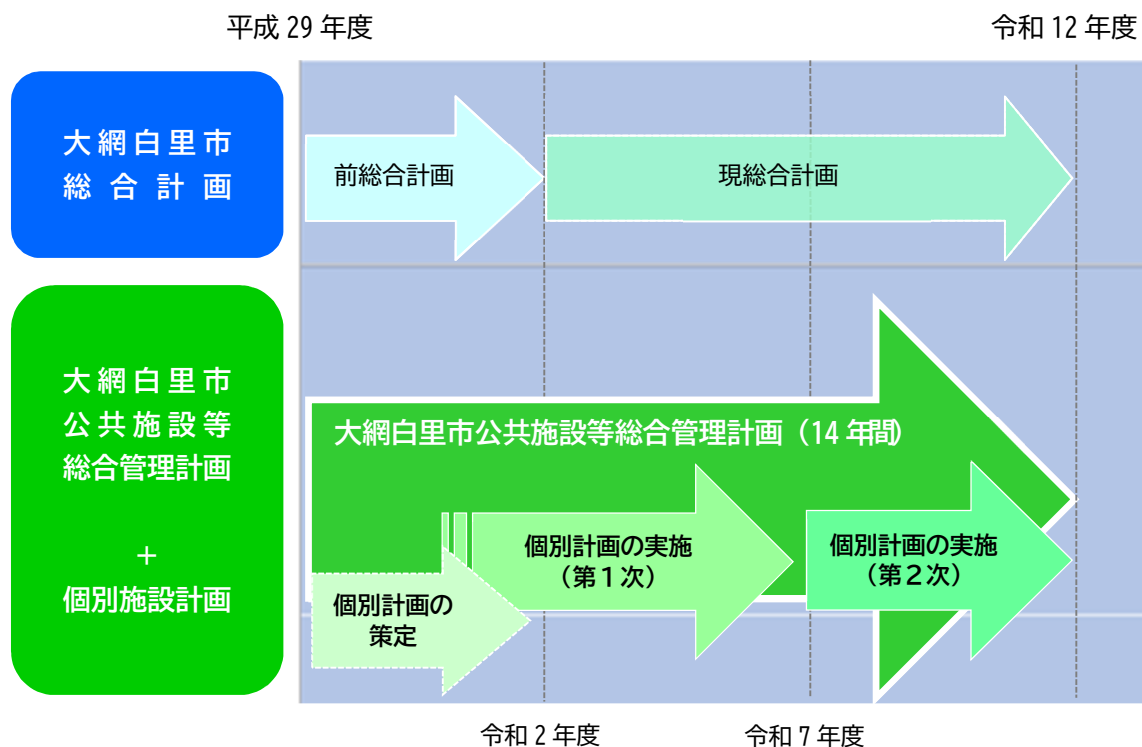 平成 29 年度
令和 12 年度
大網白里市
総合計画
前総合計画
現総合計画
大網白里市
公共施設等
総合管理計画
＋
個別施設計画
大網白里市公共施設等総合管理計画（14 年間）
個別計画の
策定
個別計画の実施
（第１次）
個別計画の実施
（第２次）
令和 2 年度
令和 7 年度